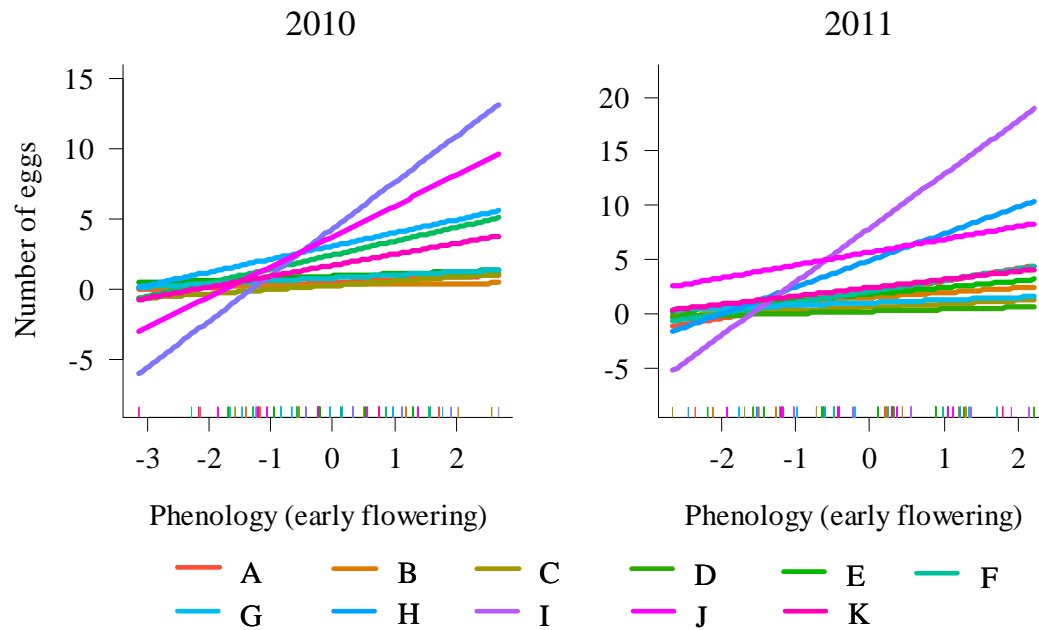 2010 2011
15
10
5
0
-5
-3 -2 -1 0 1 2
Number of eggs
Phenology (early flowering)
20
15
10
5
0
-5
-2 -1 0 1 2
Phenology (early flowering)
A B C D E F
G H I J K